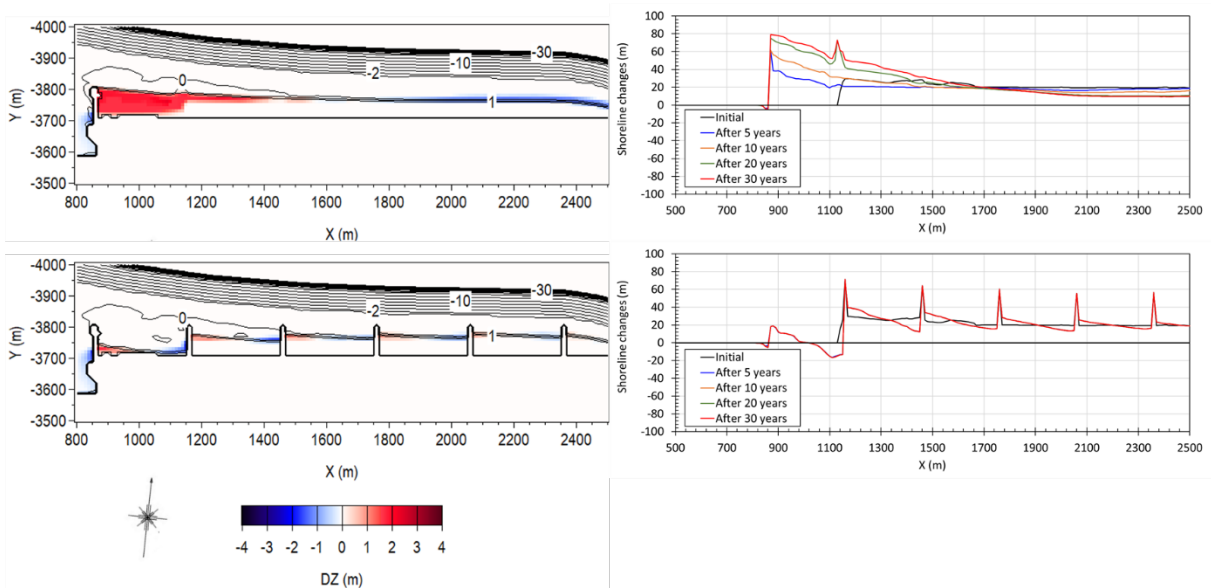 -4000
-3900
-3800
-3700
-3600
-3500
Y (m)
0
-2
-10
-30
1
800 1000 1200 1400 1600 1800 2000 2200 2400
X (m)
100
80
60
40
20
0
-20
-40
-60
-80
-100
Shoreline changes (m)
Initial
After 5 years
After 10 years
After 20 years
After 30 years
500 700 900 1100 1300 1500 1700 1900 2100 2300 2500
X (m)
-4000
-3900
-3800
-3700
-3600
-3500
Y (m)
0
-2
-10
-30
1
800 1000 1200 1400 1600 1800 2000 2200 2400
X (m)
100
80
60
40
20
0
-20
-40
-60
-80
-100
Shoreline changes (m)
Initial
After 5 years
After 10 years
After 20 years
After 30 years
500 700 900 1100 1300 1500 1700 1900 2100 2300 2500
X (m)
-4 -3 -2 -1 0 1 2 3 4
DZ (m)